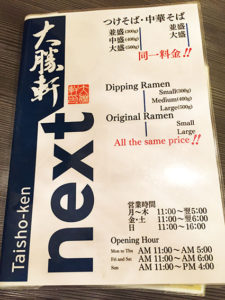 大勝軒
next
Taisho-ken
つけそば・中華そば
並盛(300g) 並盛
中盛(400g) 大盛
大盛(500g)
同一料金!!
Dipping Ramen
Small(300g)
Medium(400g)
Large(500g)
Original Ramen
Small
Large
All the same price!!
営業時間
月〜木 11:00〜翌5:00
金・土 11:00〜翌6:00
日 11:00〜16:00
Opening Hour
Mon to Thu AM 11:00〜AM 5:00
Fri and Sat AM 11:00〜AM 6:00
Sun AM 11:00〜PM 4:00